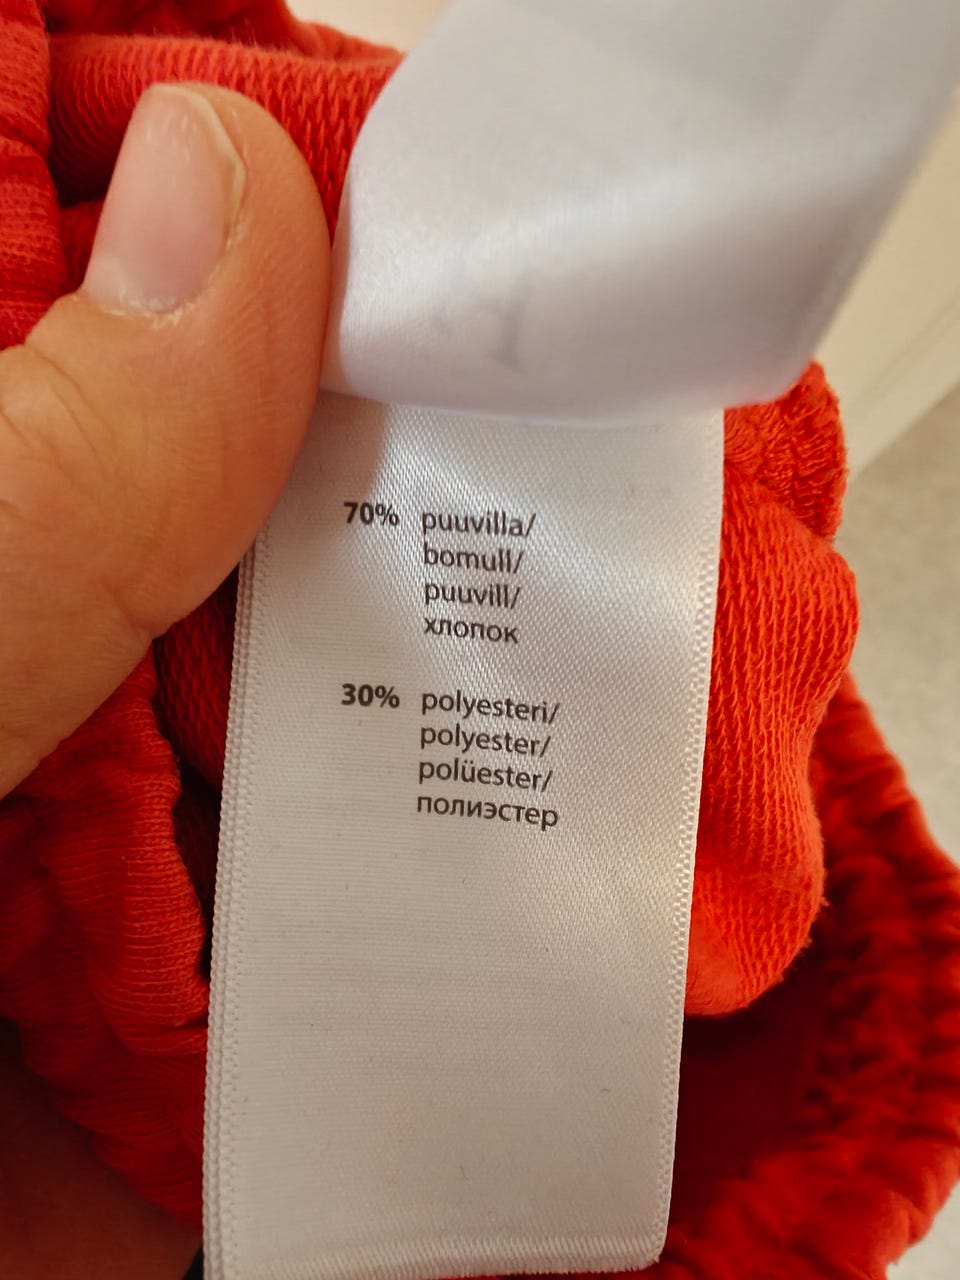 70% puuvilla/
bomull/
puuvill/
хлопок
30% polyesteri/
polyester/
polüester/
полиэстер